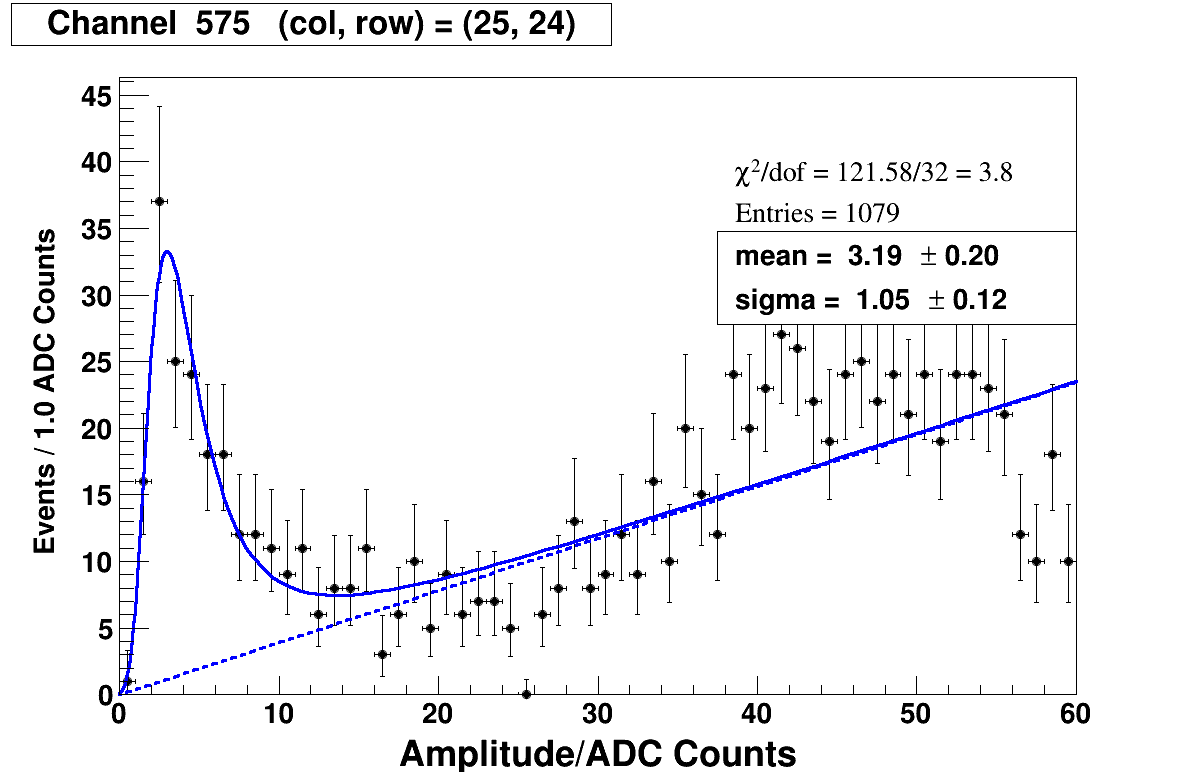 Channel 575 (col, row) = (25, 24)
45
40
35
30
25
20
15
10
5
0
Events / 1.0 ADC Counts
χ²/dof = 121.58/32 = 3.8
Entries = 1079
mean = 3.19 ± 0.20
sigma = 1.05 ± 0.12
0 10 20 30 40 50 60
Amplitude/ADC Counts